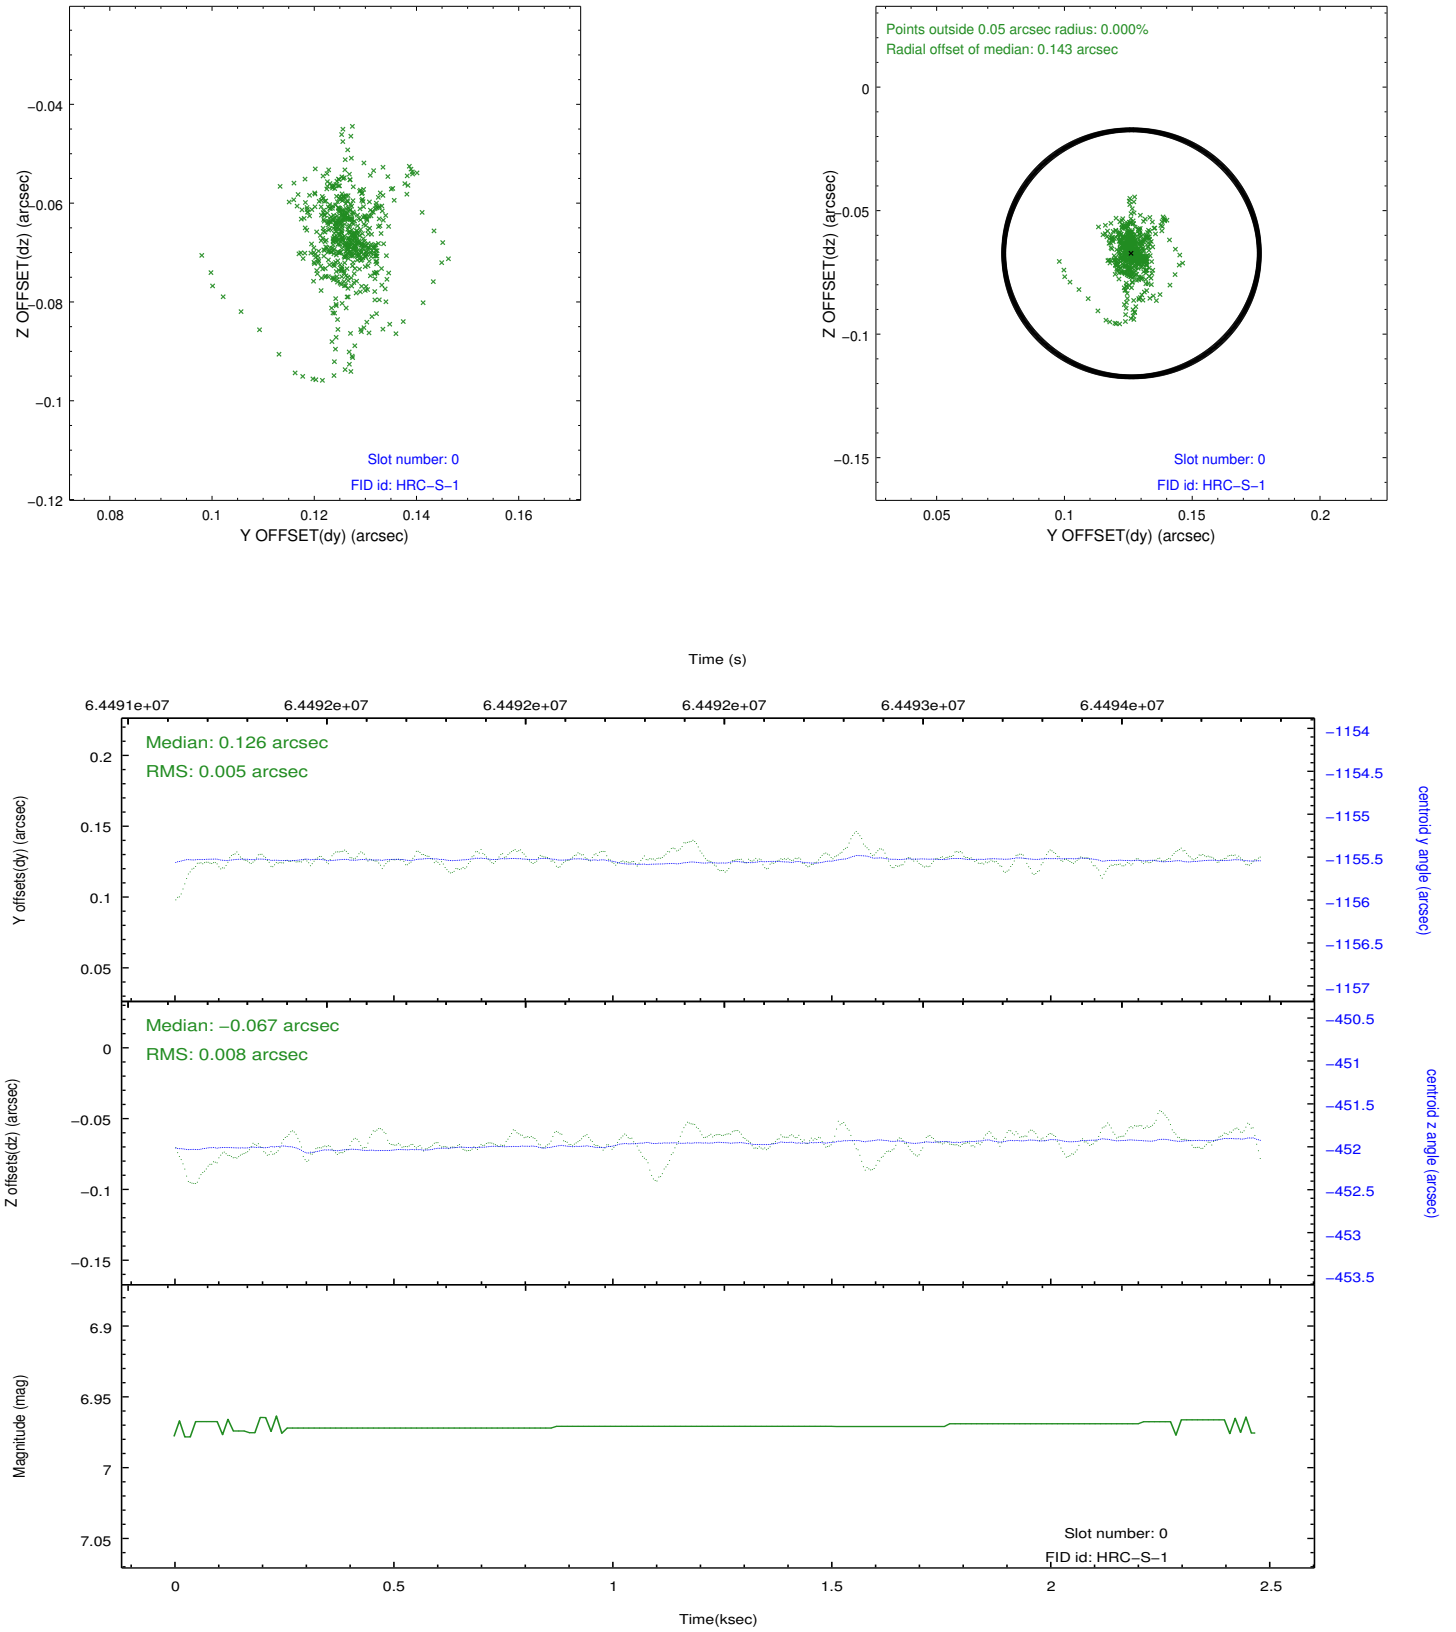 −0.04
−0.06
−0.08
−0.1
−0.12
Z OFFSET(dz) (arcsec)
Slot number: 0
FID id: HRC−S−1
0.08
0.1
0.12
0.14
0.16
Y OFFSET(dy) (arcsec)
Points outside 0.05 arcsec radius: 0.000%
Radial offset of median: 0.143 arcsec
0
−0.05
−0.1
−0.15
Z OFFSET(dz) (arcsec)
Slot number: 0
FID id: HRC−S−1
0.05
0.1
0.15
0.2
Y OFFSET(dy) (arcsec)
Time (s)
6.4491e+07
6.4492e+07
6.4492e+07
6.4492e+07
6.4493e+07
6.4494e+07
Median: 0.126 arcsec
RMS: 0.005 arcsec
0.2
0.15
0.1
0.05
Y offsets(dy) (arcsec)
−1154
−1154.5
−1155
−1155.5
−1156
−1156.5
−1157
centroid y angle (arcsec)
Median: −0.067 arcsec
RMS: 0.008 arcsec
0
−0.05
−0.1
−0.15
Z offsets(dz) (arcsec)
−450.5
−451
−451.5
−452
−452.5
−453
−453.5
centroid z angle (arcsec)
6.9
6.95
7
7.05
Magnitude (mag)
Slot number: 0
FID id: HRC−S−1
0
0.5
1
1.5
2
2.5
Time(ksec)